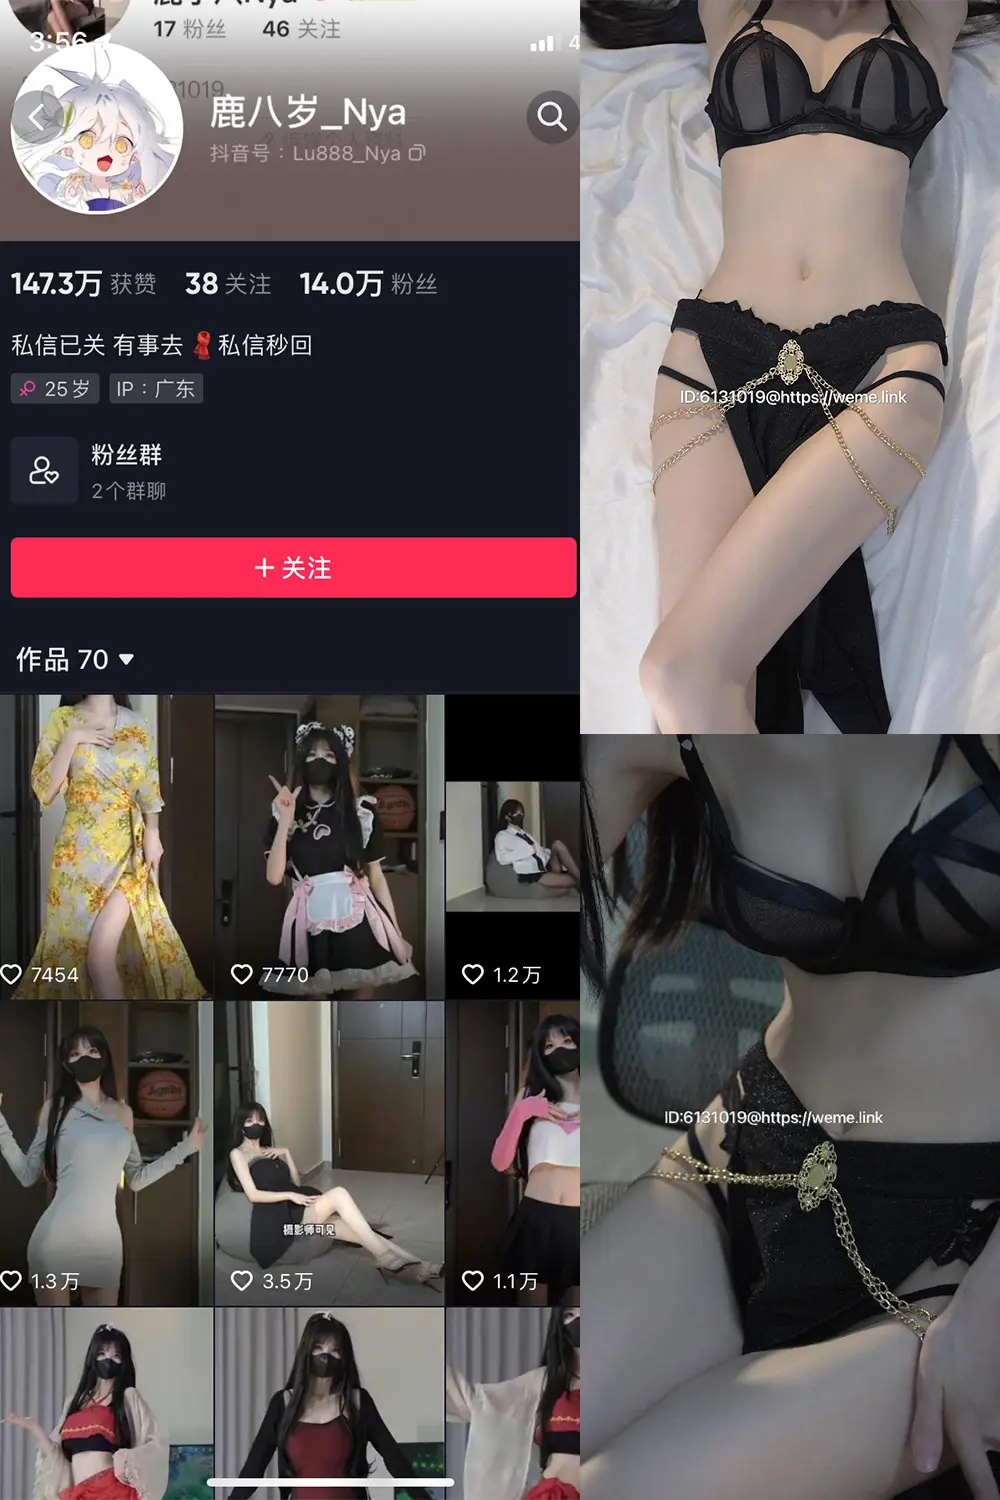 17 粉丝 46 关注
3:56
31019
鹿八岁_Nya
抖音号：Lu888_Nya
147.3万 获赞 38 关注 14.0万 粉丝
私信已关 有事去 私信秒回
25岁 IP：广东
粉丝群
2个群聊
+ 关注
作品 70
7454
7770
1.2万
1.3万
摄影师可见
3.5万
1.1万
ID:6131019@https://weme.link
ID:6131019@https://weme.link